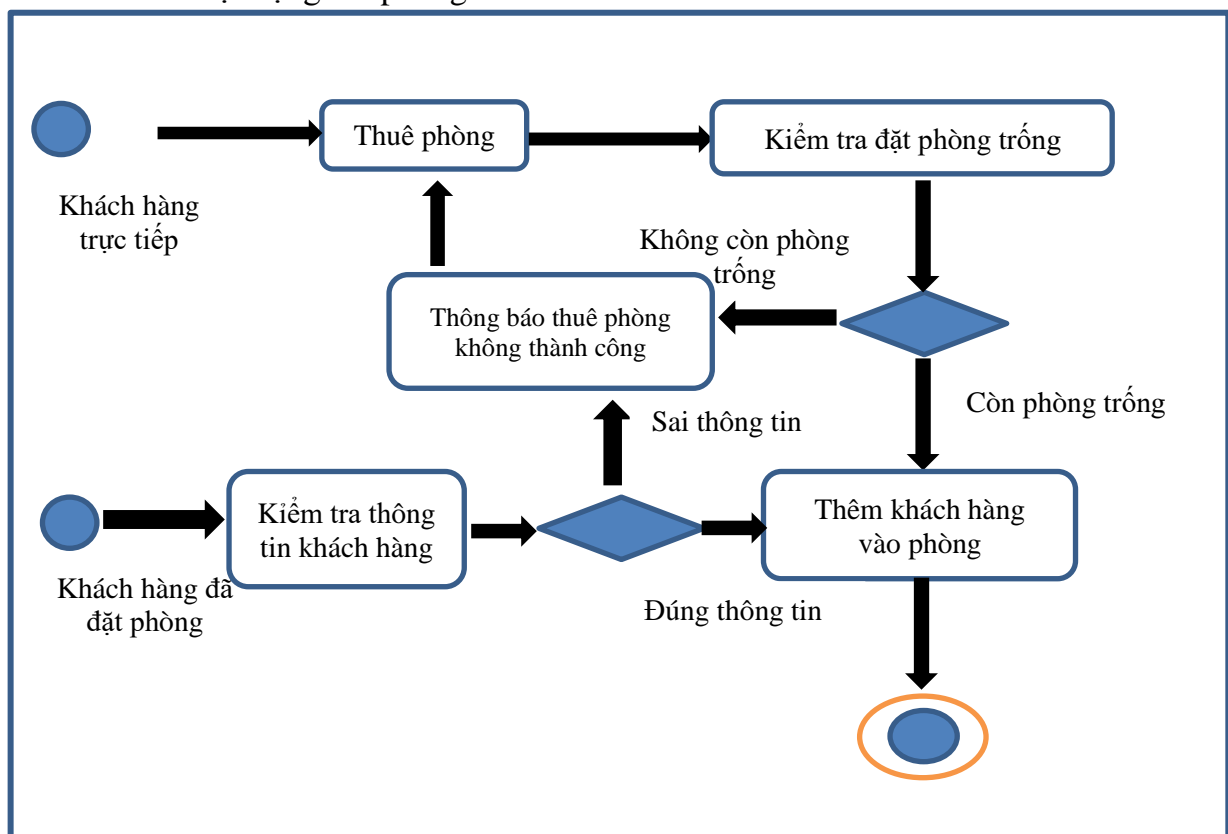 Thuê phòng
Kiểm tra đặt phòng trống
Khách hàng
trực tiếp
Không còn phòng
trống
Thông báo thuê phòng
không thành công
Còn phòng trống
Sai thông tin
Kiểm tra thông
tin khách hàng
Thêm khách hàng
vào phòng
Khách hàng đã
đặt phòng
Đúng thông tin